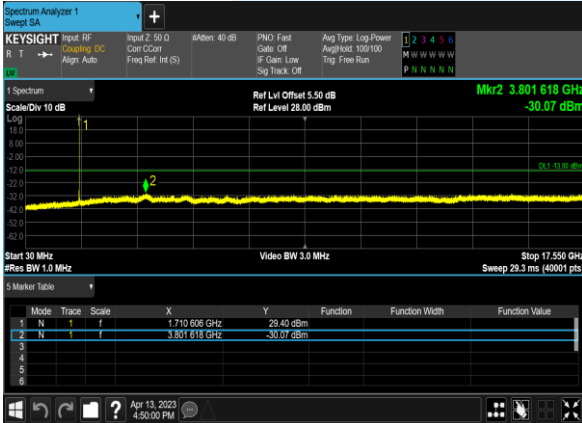 Spectrum Analyzer 1
Swept SA
KEYSIGHT Input: RF Input Z: 50 Ω #Atten: 40 dB PNO: Fast Avg Type: Log-Power 1 2 3 4 5 6
R T Coupling: DC Corr CCorr Gate: Off Avg|Hold: 100/100 M W W W W W
Align: Auto Freq Ref: Int (S) IF Gain: Low Trig: Free Run
Sig Track: Off P N N N N N
1 Spectrum Ref Lvl Offset 5.50 dB Mkr2 3.801 618 GHz
Scale/Div 10 dB Ref Level 28.00 dBm -30.07 dBm
Log
18.0 1
8.00
-2.00
-12.0 DL1 -13.00 dBm
-22.0 2
-32.0
-42.0
-52.0
-62.0
Start 30 MHz Video BW 3.0 MHz Stop 17.550 GHz
#Res BW 1.0 MHz Sweep 29.3 ms (40001 pts
5 Marker Table
Mode Trace Scale X Y Function Function Width Function Value
1 N 1 f 1.710 606 GHz 29.40 dBm
2 N 1 f 3.801 618 GHz -30.07 dBm
3
4
5
6
? Apr 13, 2023
4:50:00 PM